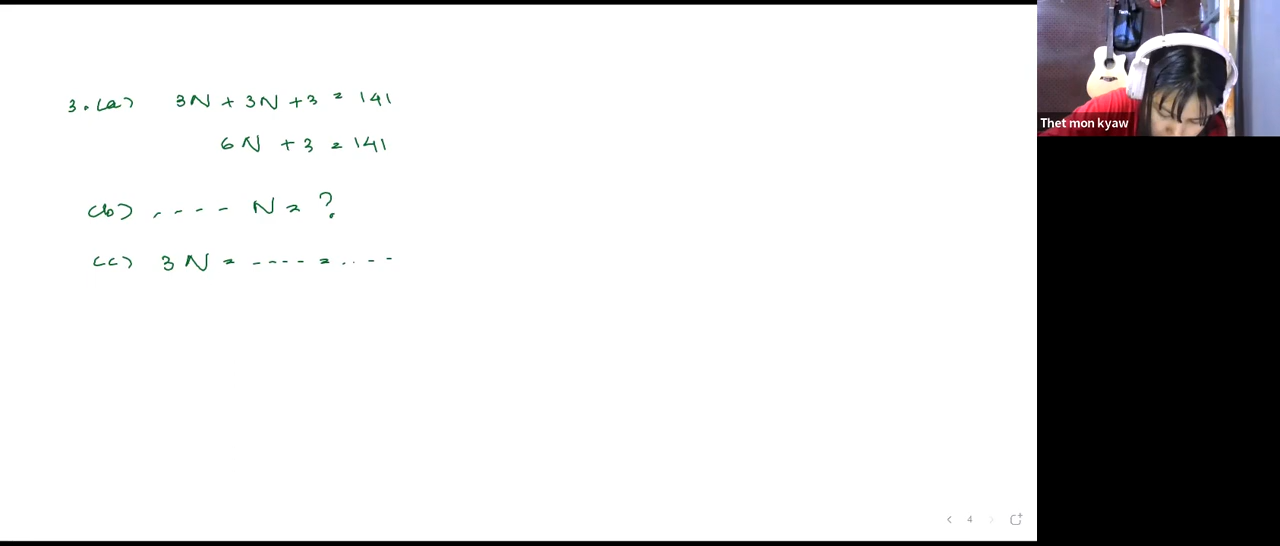 3. (a) 3N + 3N + 3 = 141
6N + 3 = 141
(b) .---- N = ?
(c) 3N = ---- = ..--
Thet mon kyaw
4